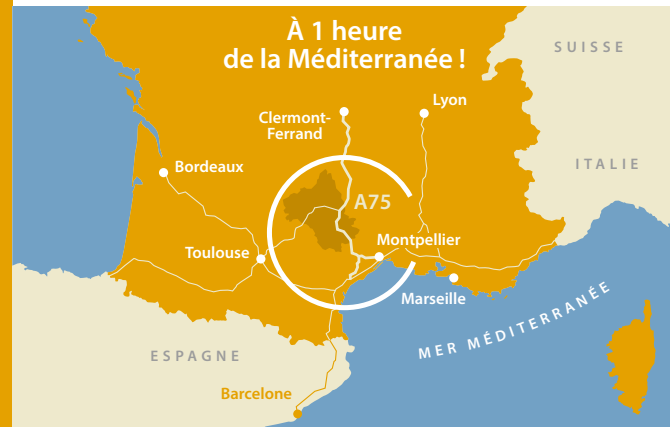 À 1 heure
de la Méditerranée !
SUISSE
Clermont-
Ferrand
Lyon
Bordeaux
ITALIE
A75
Toulouse
Montpellier
Marseille
MER MÉDITERRANÉE
ESPAGNE
Barcelone